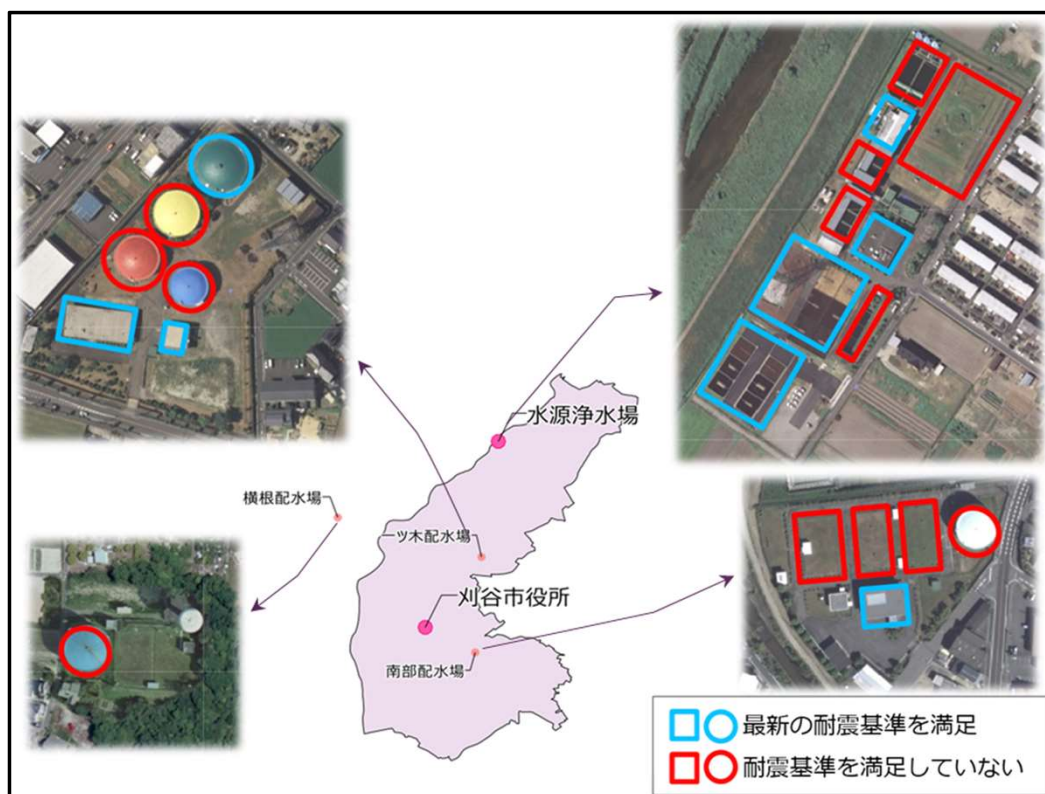 水源浄水場
横根配水場
一ツ木配水場
刈谷市役所
南部配水場
最新の耐震基準を満足
耐震基準を満足していない